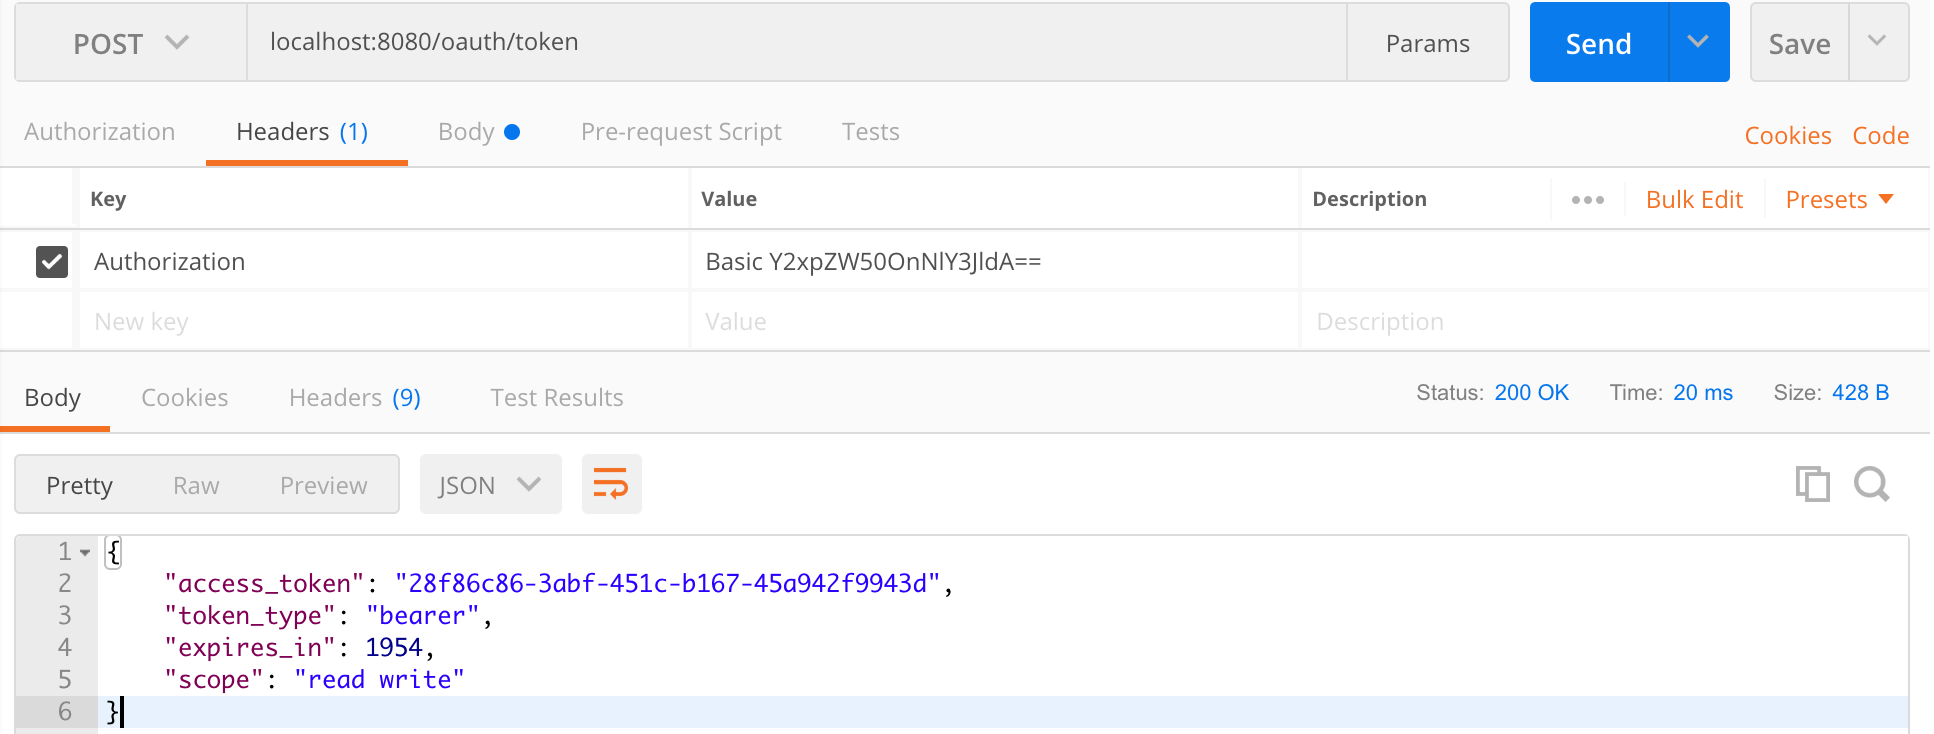 POST localhost:8080/oauth/token Params Send Save
Authorization Headers (1) Body Pre-request Script Tests Cookies Code
Key Value Description ••• Bulk Edit Presets
Authorization Basic Y2xpZW50OnNlY3JldA==
New key Value Description
Body Cookies Headers (9) Test Results Status: 200 OK Time: 20 ms Size: 428 B
Pretty Raw Preview JSON
1 {
2 "access_token": "28f86c86-3abf-451c-b167-45a942f9943d",
3 "token_type": "bearer",
4 "expires_in": 1954,
5 "scope": "read write"
6 }